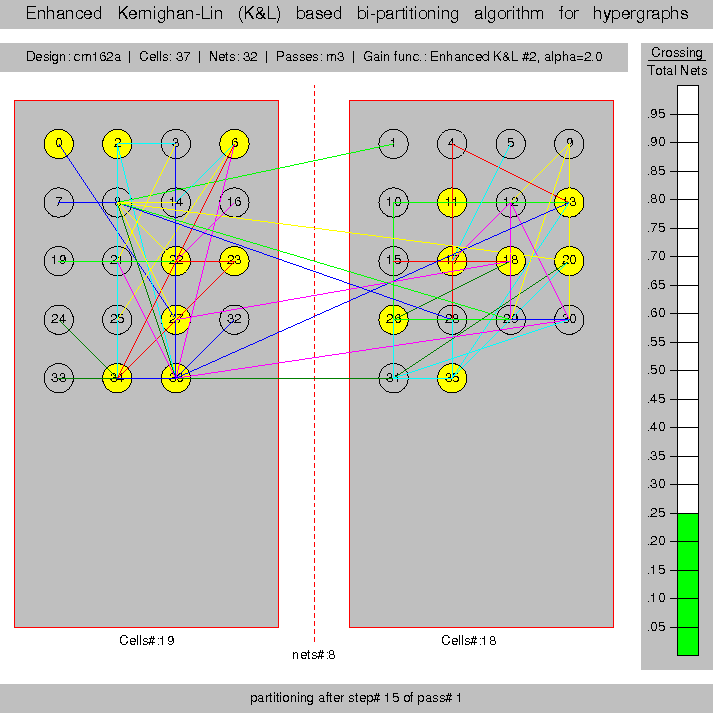 Enhanced Kernighan-Lin (K&L) based bi-partitioning algorithm for hypergraphs
Design: cm162a | Cells: 37 | Nets: 32 | Passes: m3 | Gain func.: Enhanced K&L #2, alpha=2.0
Crossing
Total Nets
.95
.90
.85
.80
.75
.70
.65
.60
.55
.50
.45
.40
.35
.30
.25
.20
.15
.10
.05
0 2 3 6 1 4 5 9
7 14 16 10 11 12 13
19 21 22 23 15 17 18 20
24 25 27 32 26 28 29 30
33 34 31 35
Cells#:19
Cells#:18
nets#:8
partitioning after step# 15 of pass# 1